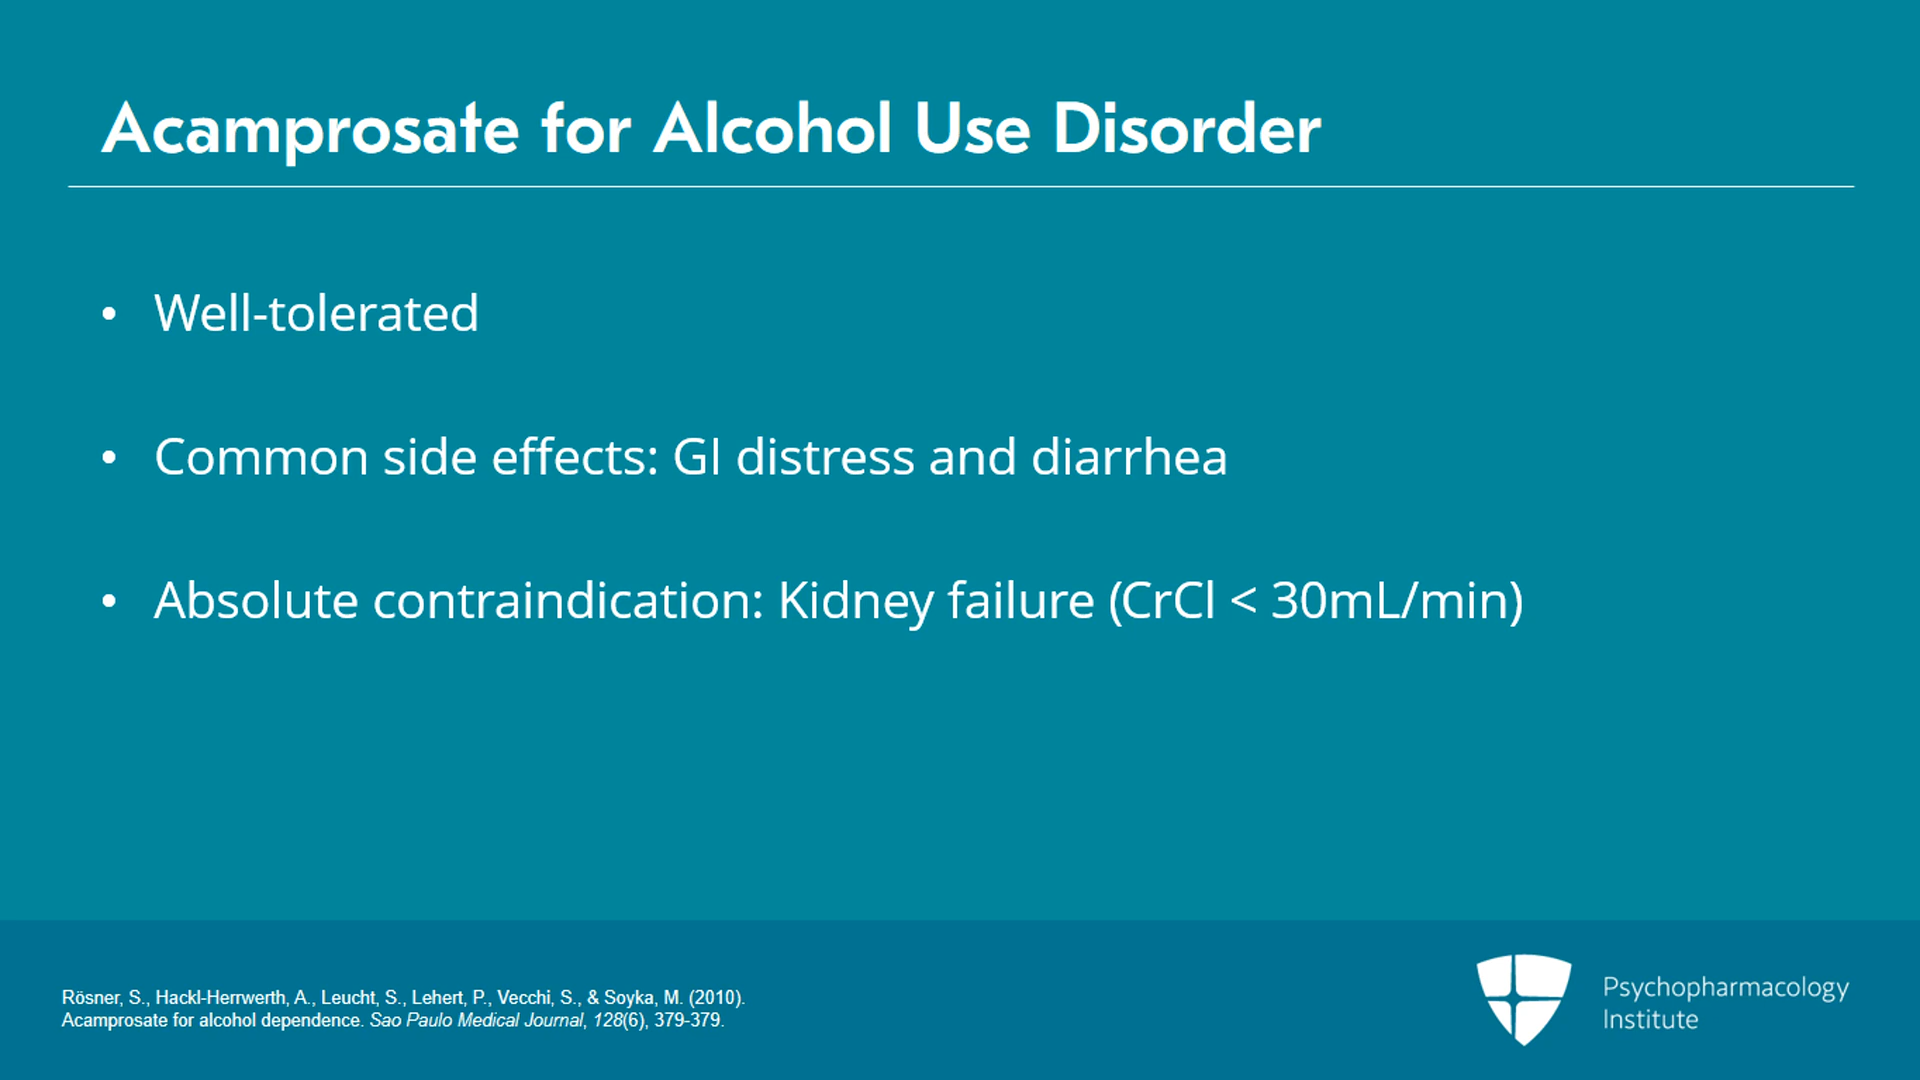 Acamprosate for Alcohol Use Disorder
• Well-tolerated
• Common side effects: GI distress and diarrhea
• Absolute contraindication: Kidney failure (CrCl < 30mL/min)
Rösner, S., Hackl-Herrwerth, A., Leucht, S., Lehert, P., Vecchi, S., & Soyka, M. (2010).
Acamprosate for alcohol dependence. Sao Paulo Medical Journal, 128(6), 379-379.
Psychopharmacology
Institute